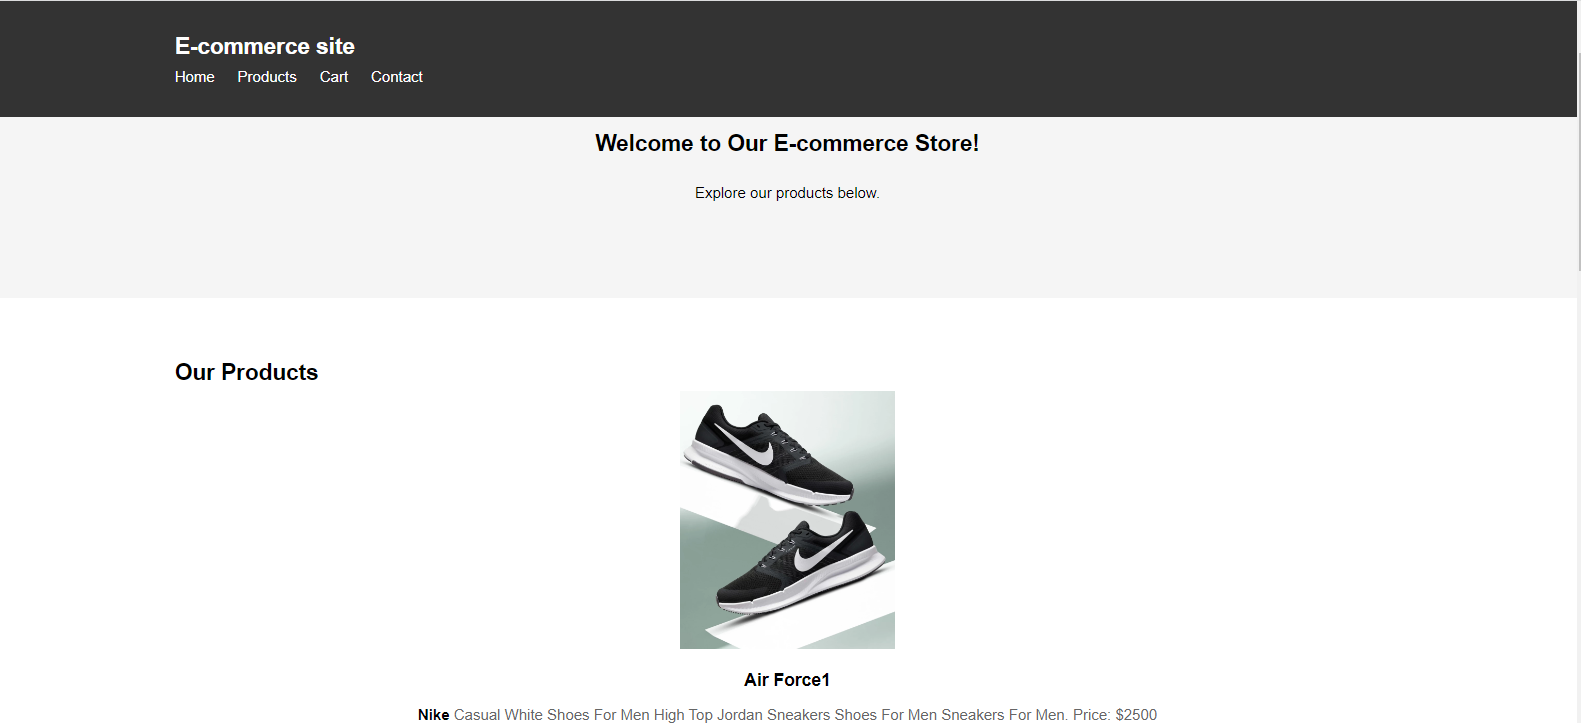 E-commerce site
Home Products Cart Contact
Welcome to Our E-commerce Store!
Explore our products below.
Our Products
Air Force1
Nike Casual White Shoes For Men High Top Jordan Sneakers Shoes For Men Sneakers For Men. Price: $2500